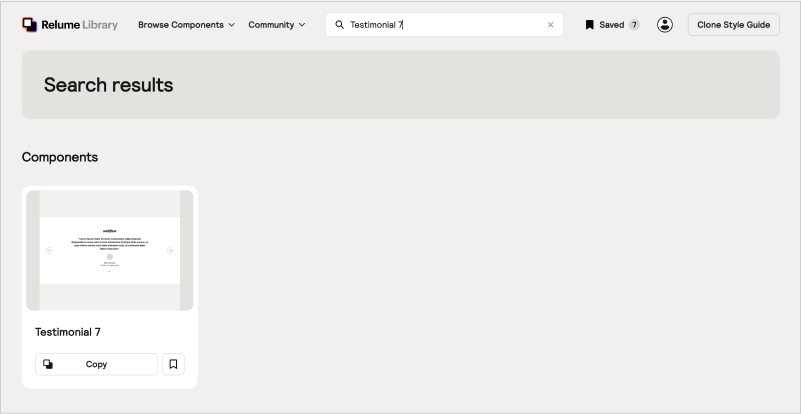 Relume Library
Browse Components
Community
Testimonial 7
Saved 7
Clone Style Guide
Search results
Components
webflow
Testimonial 7
Copy